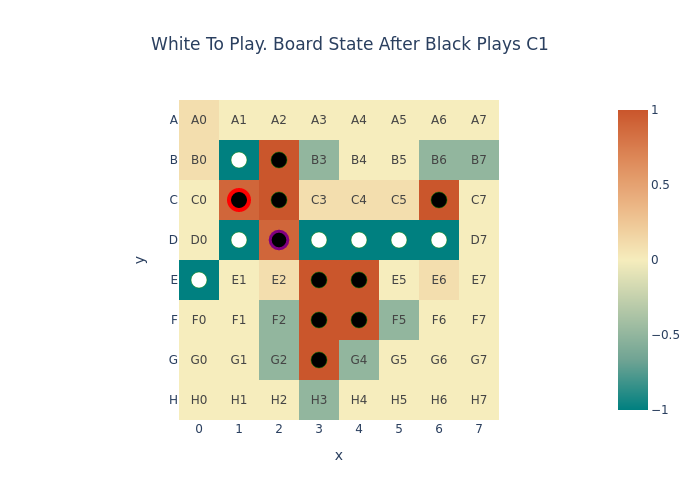 White To Play. Board State After Black Plays C1
A A0 A1 A2 A3 A4 A5 A6 A7
B B0 B3 B4 B5 B6 B7
C C0 C3 C4 C5 C7
D D0 D7
E E1 E2 E5 E6 E7
F F0 F1 F2 F5 F6 F7
G G0 G1 G2 G4 G5 G6 G7
H H0 H1 H2 H3 H4 H5 H6 H7
0 1 2 3 4 5 6 7
x
y
1
0.5
0
−0.5
−1